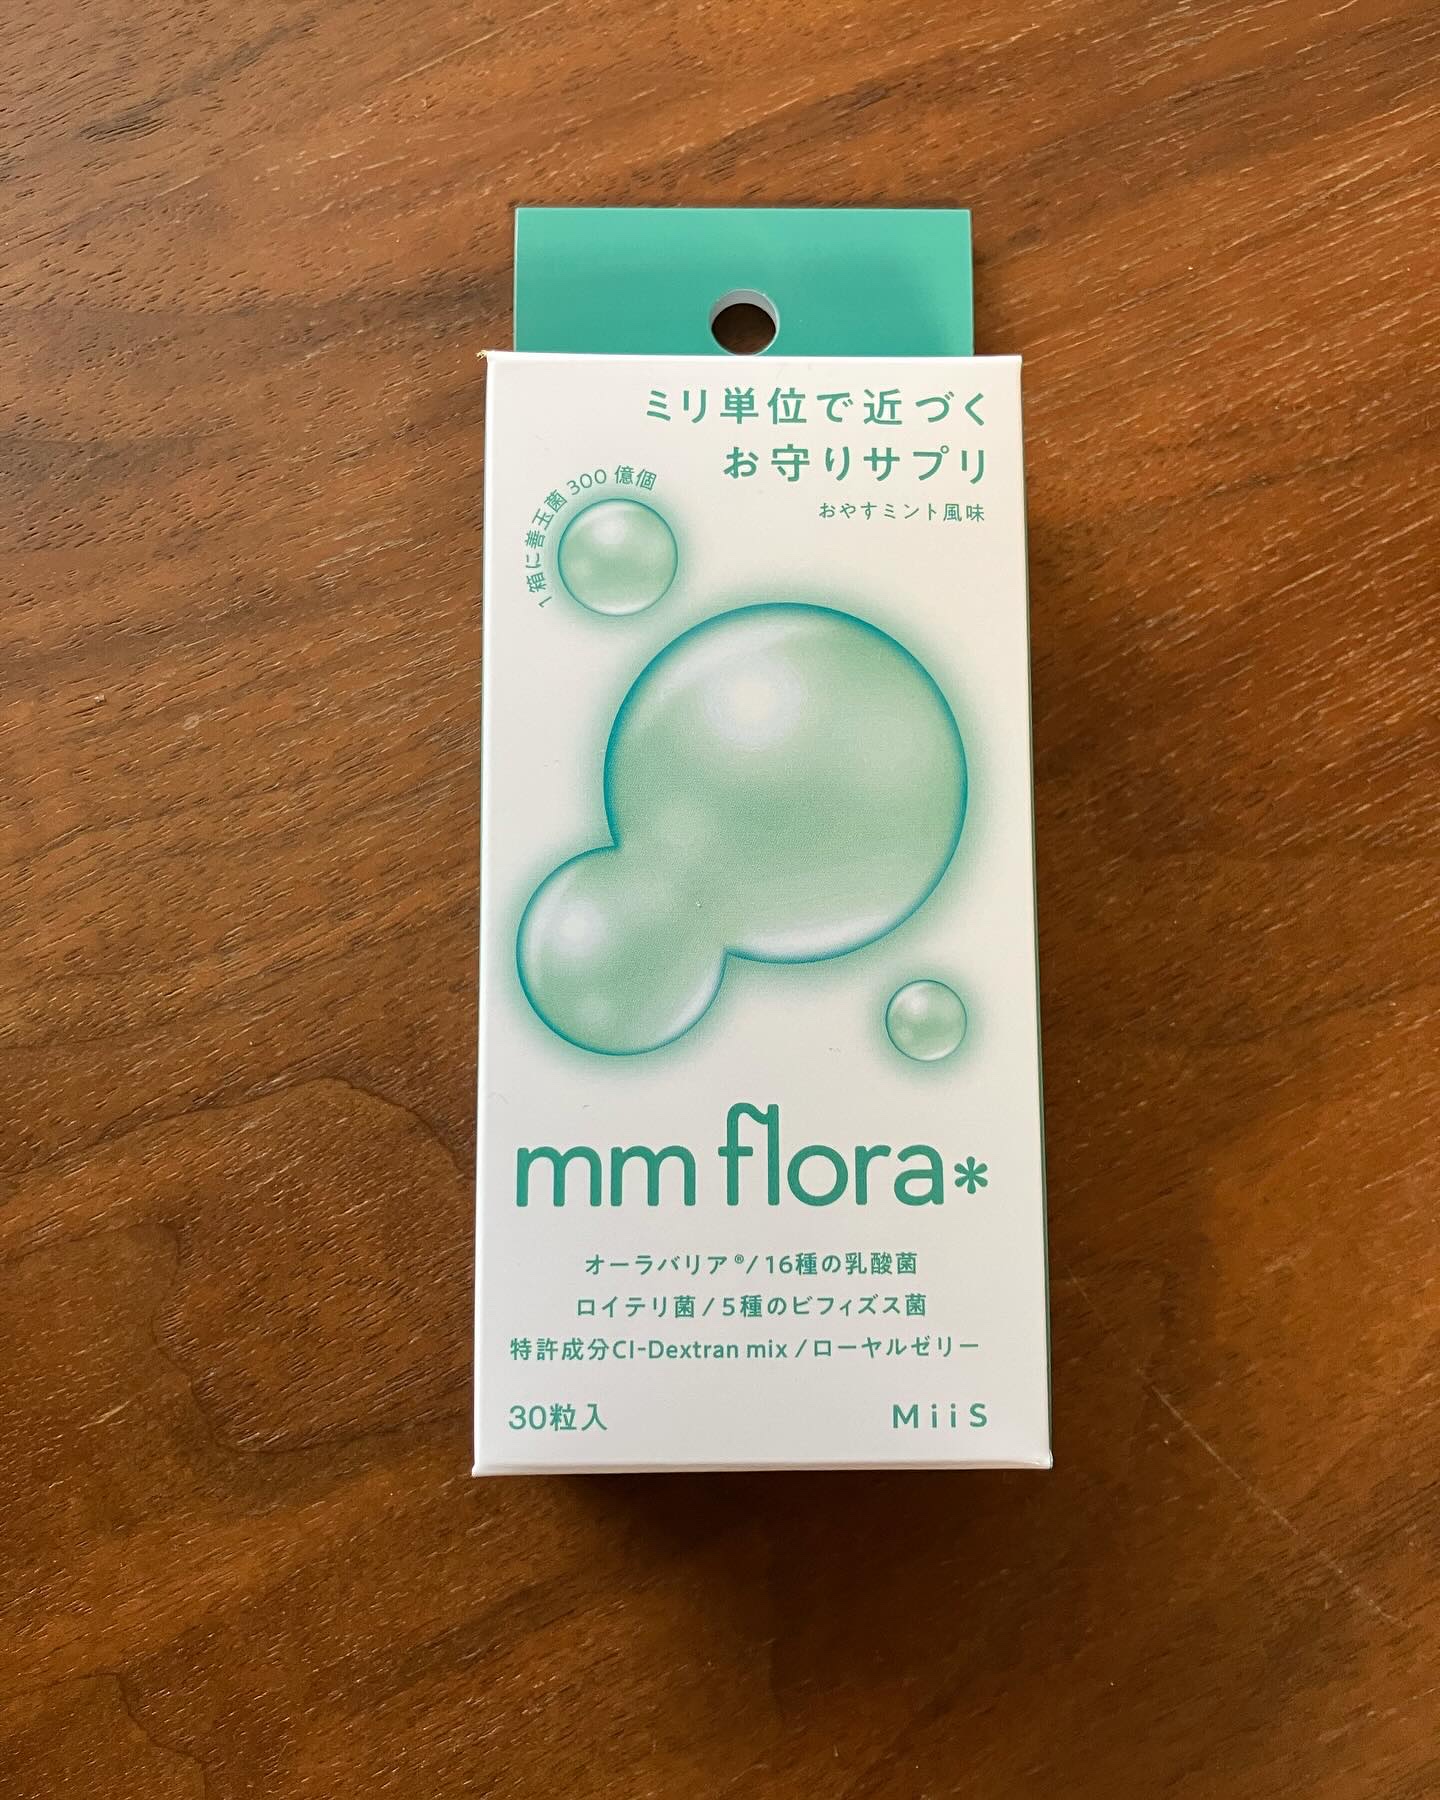 ミリ単位で近づく
お守りサプリ
おやすミント風味
1箱に善玉菌300億個
mm flora*
オーラバリア®/16種の乳酸菌
ロイテリ菌/5種のビフィズス菌
特許成分CI-Dextran mix/ローヤルゼリー
30粒入
MiiS